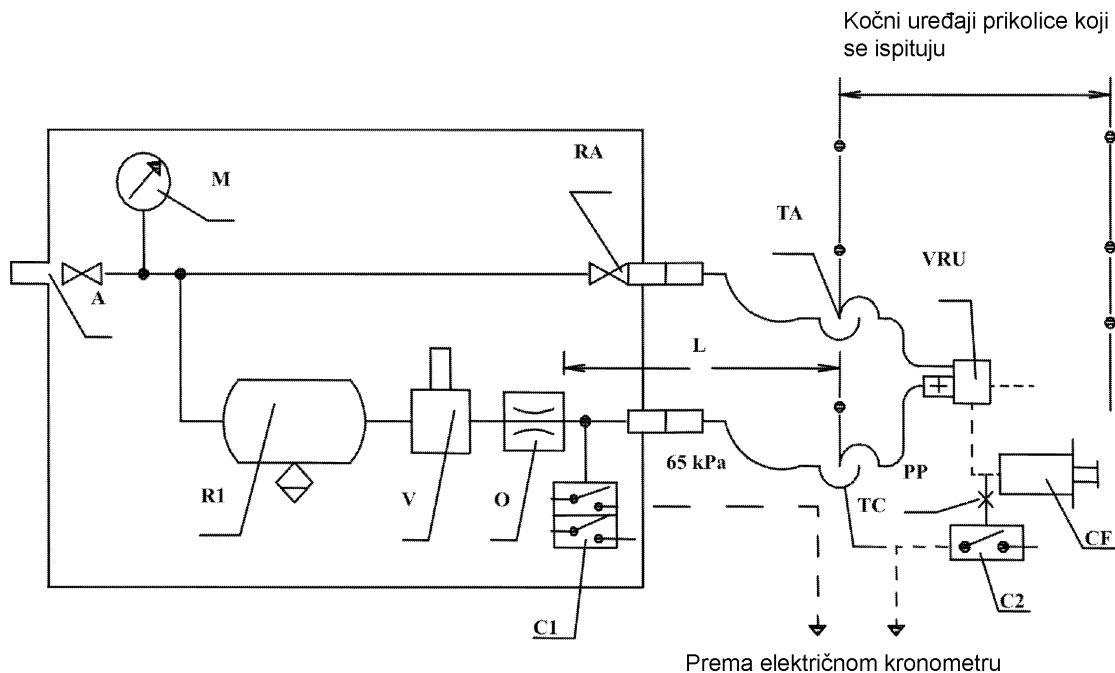 Kočni uređaji prikolice koji
se ispituju
RA
M
TA
VRU
A
L
65 kPa
PP
R1
V
O
TC
CF
C2
C1
Prema električnom kronometru